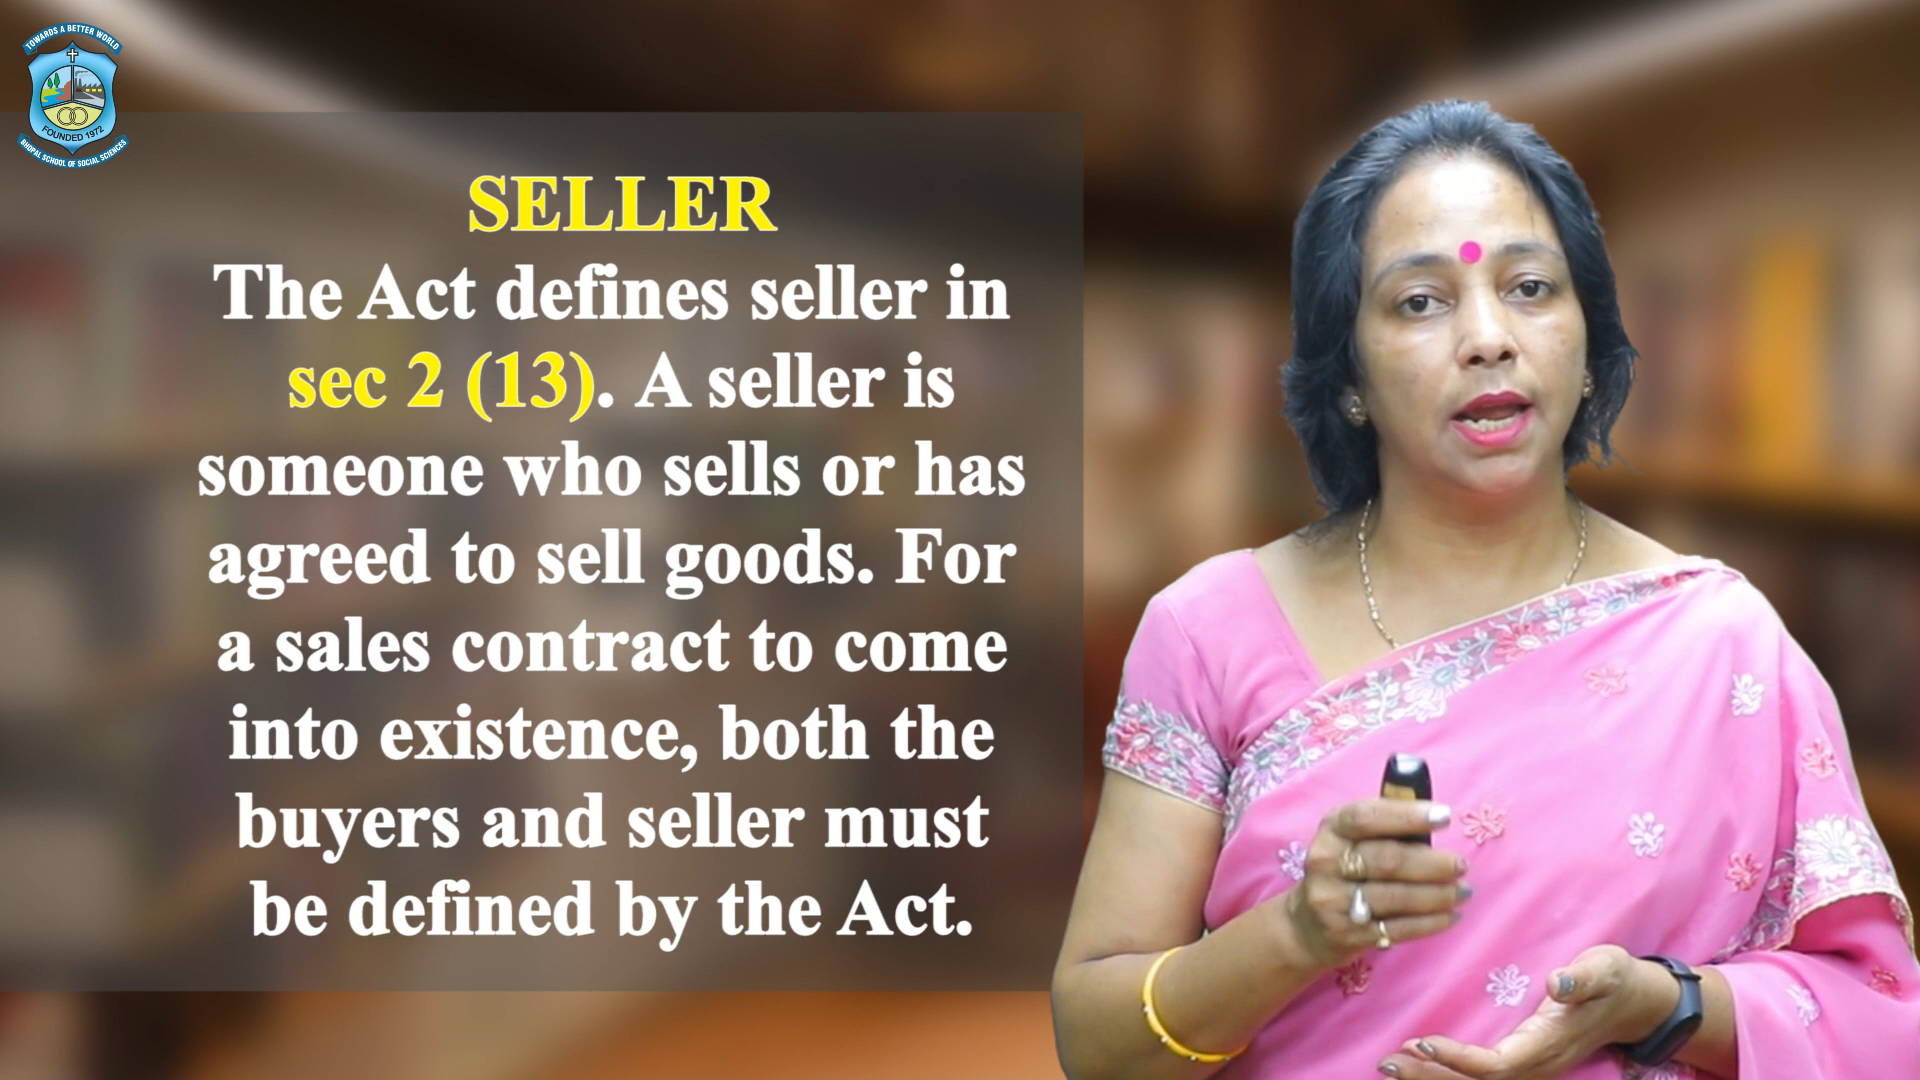 TOWARDS A BETTER WORLD
FOUNDED 1972
BHOPAL SCHOOL OF SOCIAL SCIENCES
SELLER
The Act defines seller in
sec 2 (13). A seller is
someone who sells or has
agreed to sell goods. For
a sales contract to come
into existence, both the
buyers and seller must
be defined by the Act.